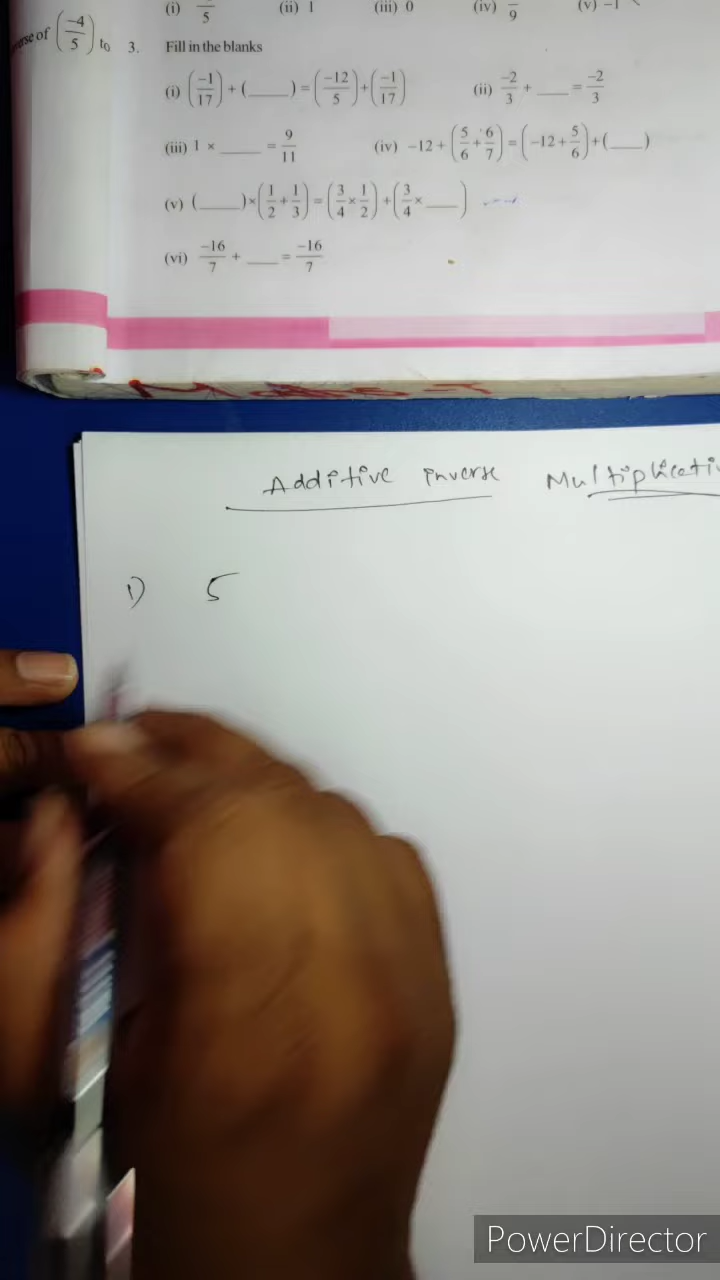 (i) 5 (ii) 1 (iii) 0 (iv) 9 (v) -1
of (-4/5) to 3. Fill in the blanks
(i) (-1/17) + (____) = (-12/5) + (-1/17) (ii) -2/3 + ____ = -2/3
(iii) 1 × ____ = 9/11 (iv) -12 + (5/6 + 6/7) = (-12 + 5/6) + (____)
(v) (____) × (1/2 + 1/3) = (3/4 × 1/2) + (3/4 × ____)
(vi) -16/7 + ____ = -16/7
Additive inverse
1) 5
PowerDirector